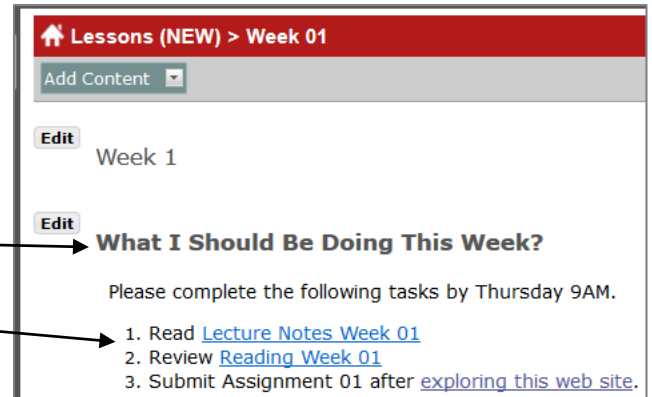 Lessons (NEW) > Week 01
Add Content
Edit
Week 1
Edit
What I Should Be Doing This Week?
Please complete the following tasks by Thursday 9AM.
1. Read Lecture Notes Week 01
2. Review Reading Week 01
3. Submit Assignment 01 after exploring this web site.